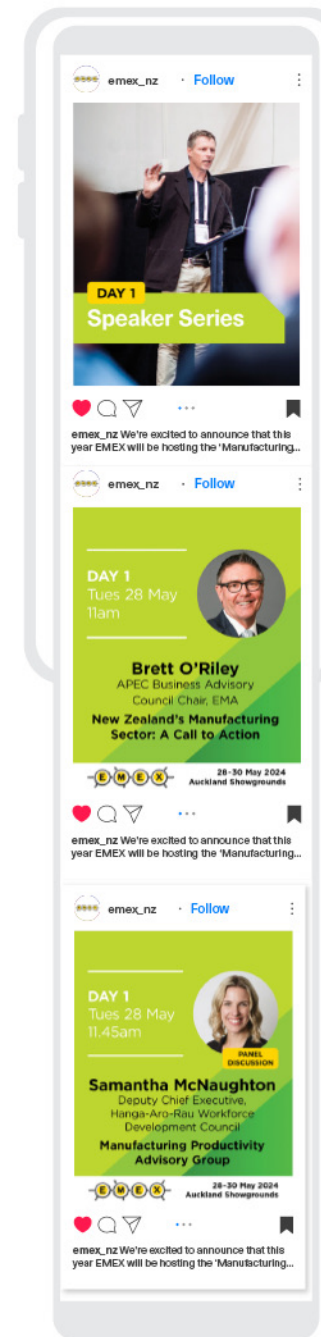 emex_nz · Follow
DAY 1
Speaker Series
emex_nz We're excited to announce that this
year EMEX will be hosting the 'Manufacturing...
emex_nz · Follow
DAY 1
Tues 28 May
11am
Brett O'Riley
APEC Business Advisory
Council Chair, EMA
New Zealand's Manufacturing
Sector: A Call to Action
EMEX
28-30 May 2024
Auckland Showgrounds
emex_nz We're excited to announce that this
year EMEX will be hosting the 'Manufacturing...
emex_nz · Follow
DAY 1
Tues 28 May
11.45am
PANEL
DISCUSSION
Samantha McNaughton
Deputy Chief Executive,
Hanga-Aro-Rau Workforce
Development Council
Manufacturing Productivity
Advisory Group
EMEX
28-30 May 2024
Auckland Showgrounds
emex_nz We're excited to announce that this
year EMEX will be hosting the 'Manufacturing...